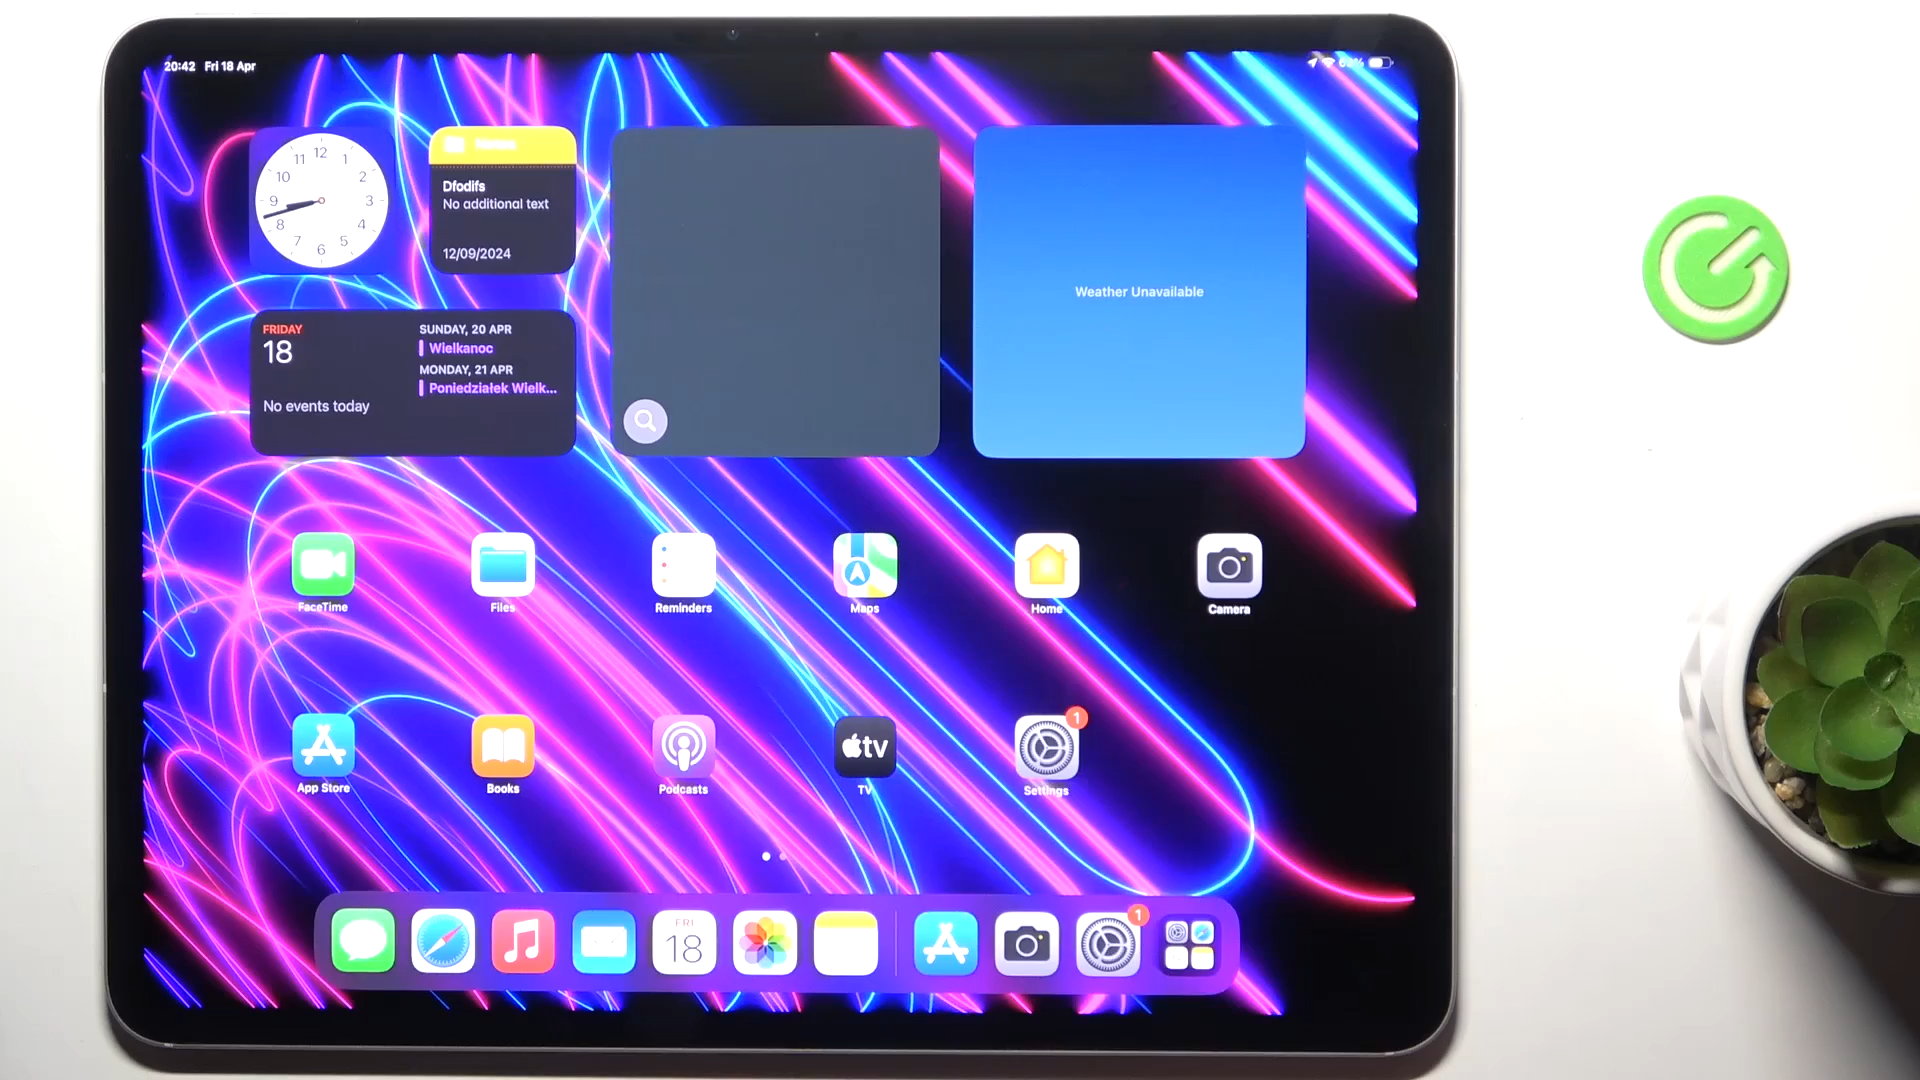 20:42 Fri 18 Apr
12
11
1
10
2
9
3
8
4
7
5
6
Dfodifs
No additional text
12/09/2024
FRIDAY
18
No events today
SUNDAY, 20 APR
Wielkanoc
MONDAY, 21 APR
Poniedziałek Wielk...
Weather Unavailable
FaceTime
Files
Reminders
Maps
Home
Camera
1
tv
App Store
Books
Podcasts
TV
Settings
FRI
18
1